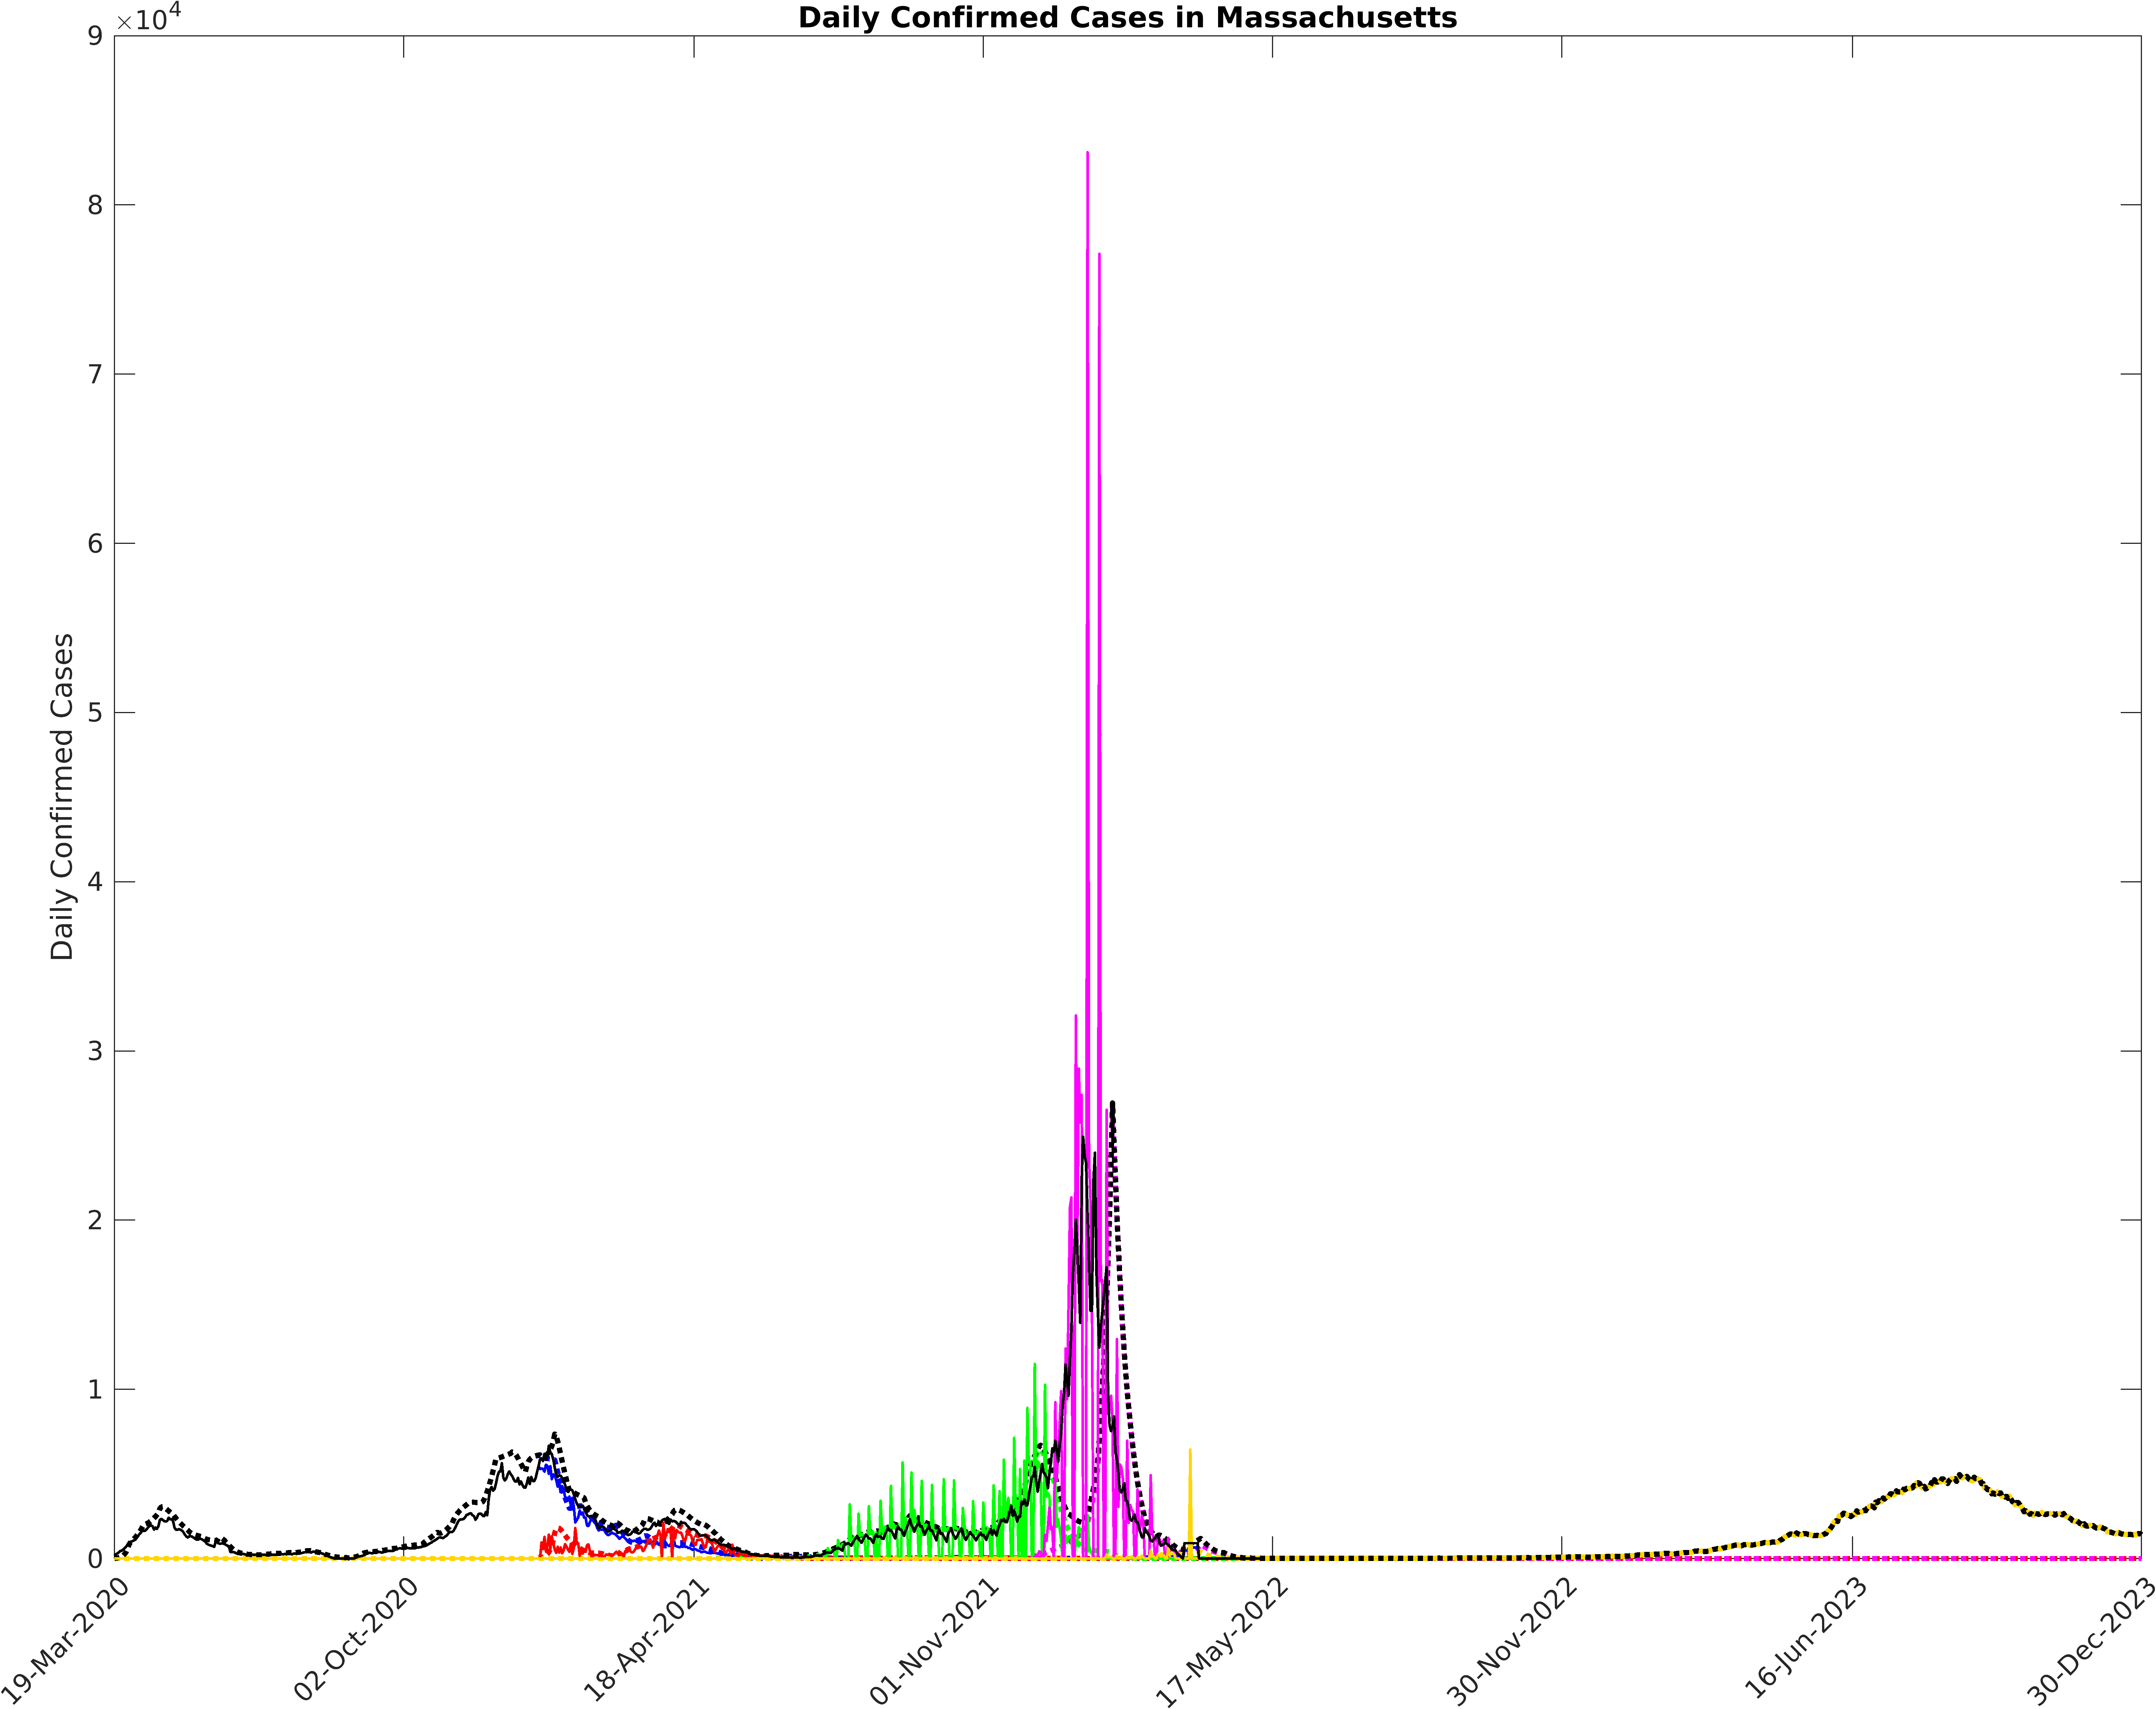 Daily Confirmed Cases in Massachusetts
×10^4
9
8
7
6
5
4
3
2
1
0
Daily Confirmed Cases
19-Mar-2020
02-Oct-2020
18-Apr-2021
01-Nov-2021
17-May-2022
30-Nov-2022
16-Jun-2023
30-Dec-2023